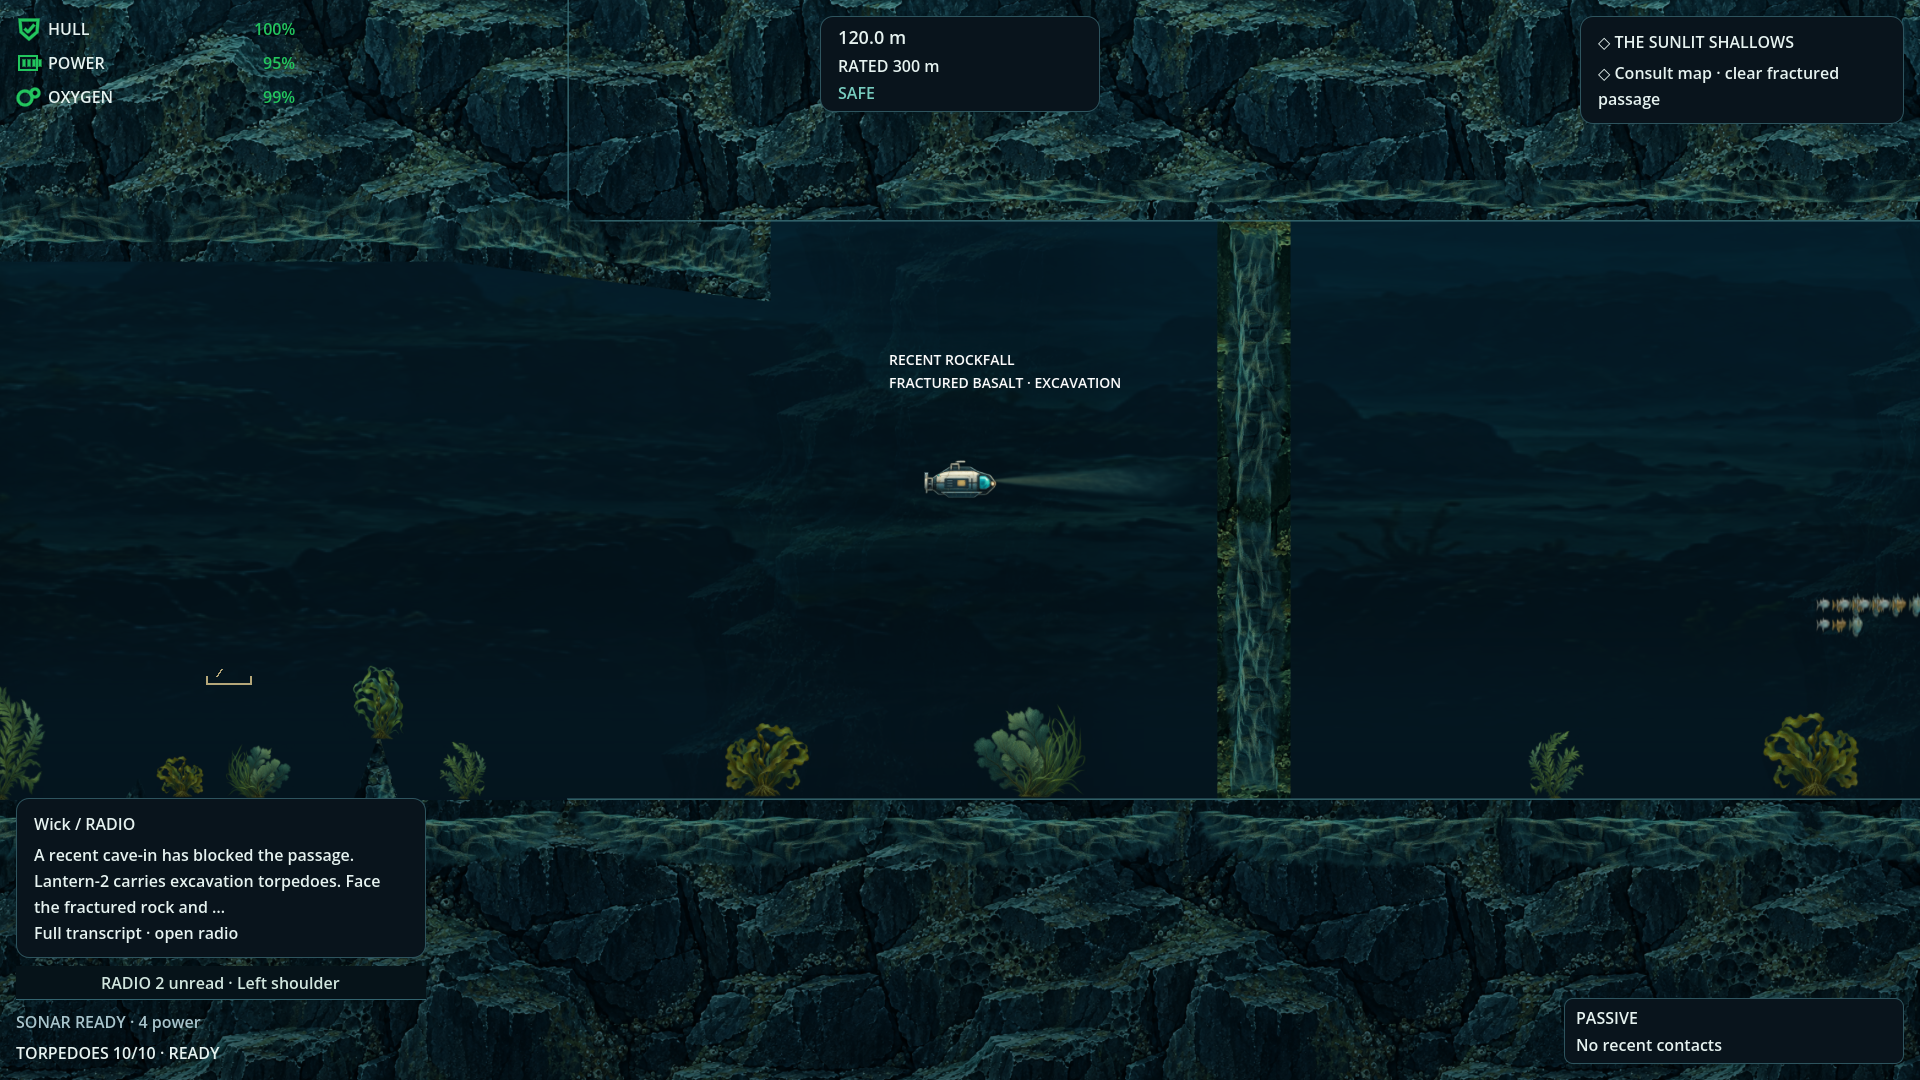 HULL 100%
POWER 95%
OXYGEN 99%
120.0 m
RATED 300 m
SAFE
◇ THE SUNLIT SHALLOWS
◇ Consult map · clear fractured
passage
RECENT ROCKFALL
FRACTURED BASALT · EXCAVATION
Wick / RADIO
A recent cave-in has blocked the passage.
Lantern-2 carries excavation torpedoes. Face
the fractured rock and ...
Full transcript · open radio
RADIO 2 unread · Left shoulder
SONAR READY · 4 power
TORPEDOES 10/10 · READY
PASSIVE
No recent contacts